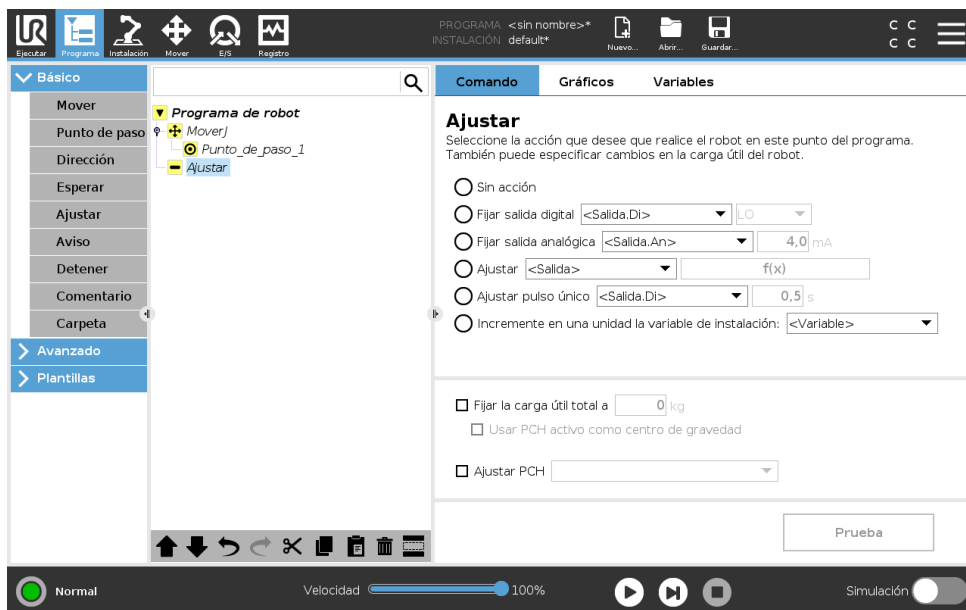 PROGRAMA <sin nombre>*
INSTALACIÓN default*
Ejecutar Programa Instalación Mover E/S Registro
Nuevo... Abrir... Guardar...
C C
C C
Básico
Mover
Punto de paso
Dirección
Esperar
Ajustar
Aviso
Detener
Comentario
Carpeta
Avanzado
Plantillas
Programa de robot
MoverJ
Punto_de_paso_1
Ajustar
Comando Gráficos Variables
Ajustar
Seleccione la acción que desee que realice el robot en este punto del programa.
También puede especificar cambios en la carga útil del robot.
Sin acción
Fijar salida digital <Salida.Di> LO
Fijar salida analógica <Salida.An> 4,0 mA
Ajustar <Salida> f(x)
Ajustar pulso único <Salida.Di> 0,5 s
Incremente en una unidad la variable de instalación: <Variable>
Fijar la carga útil total a 0 kg
Usar PCH activo como centro de gravedad
Ajustar PCH
Prueba
Normal
Velocidad 100%
Simulación